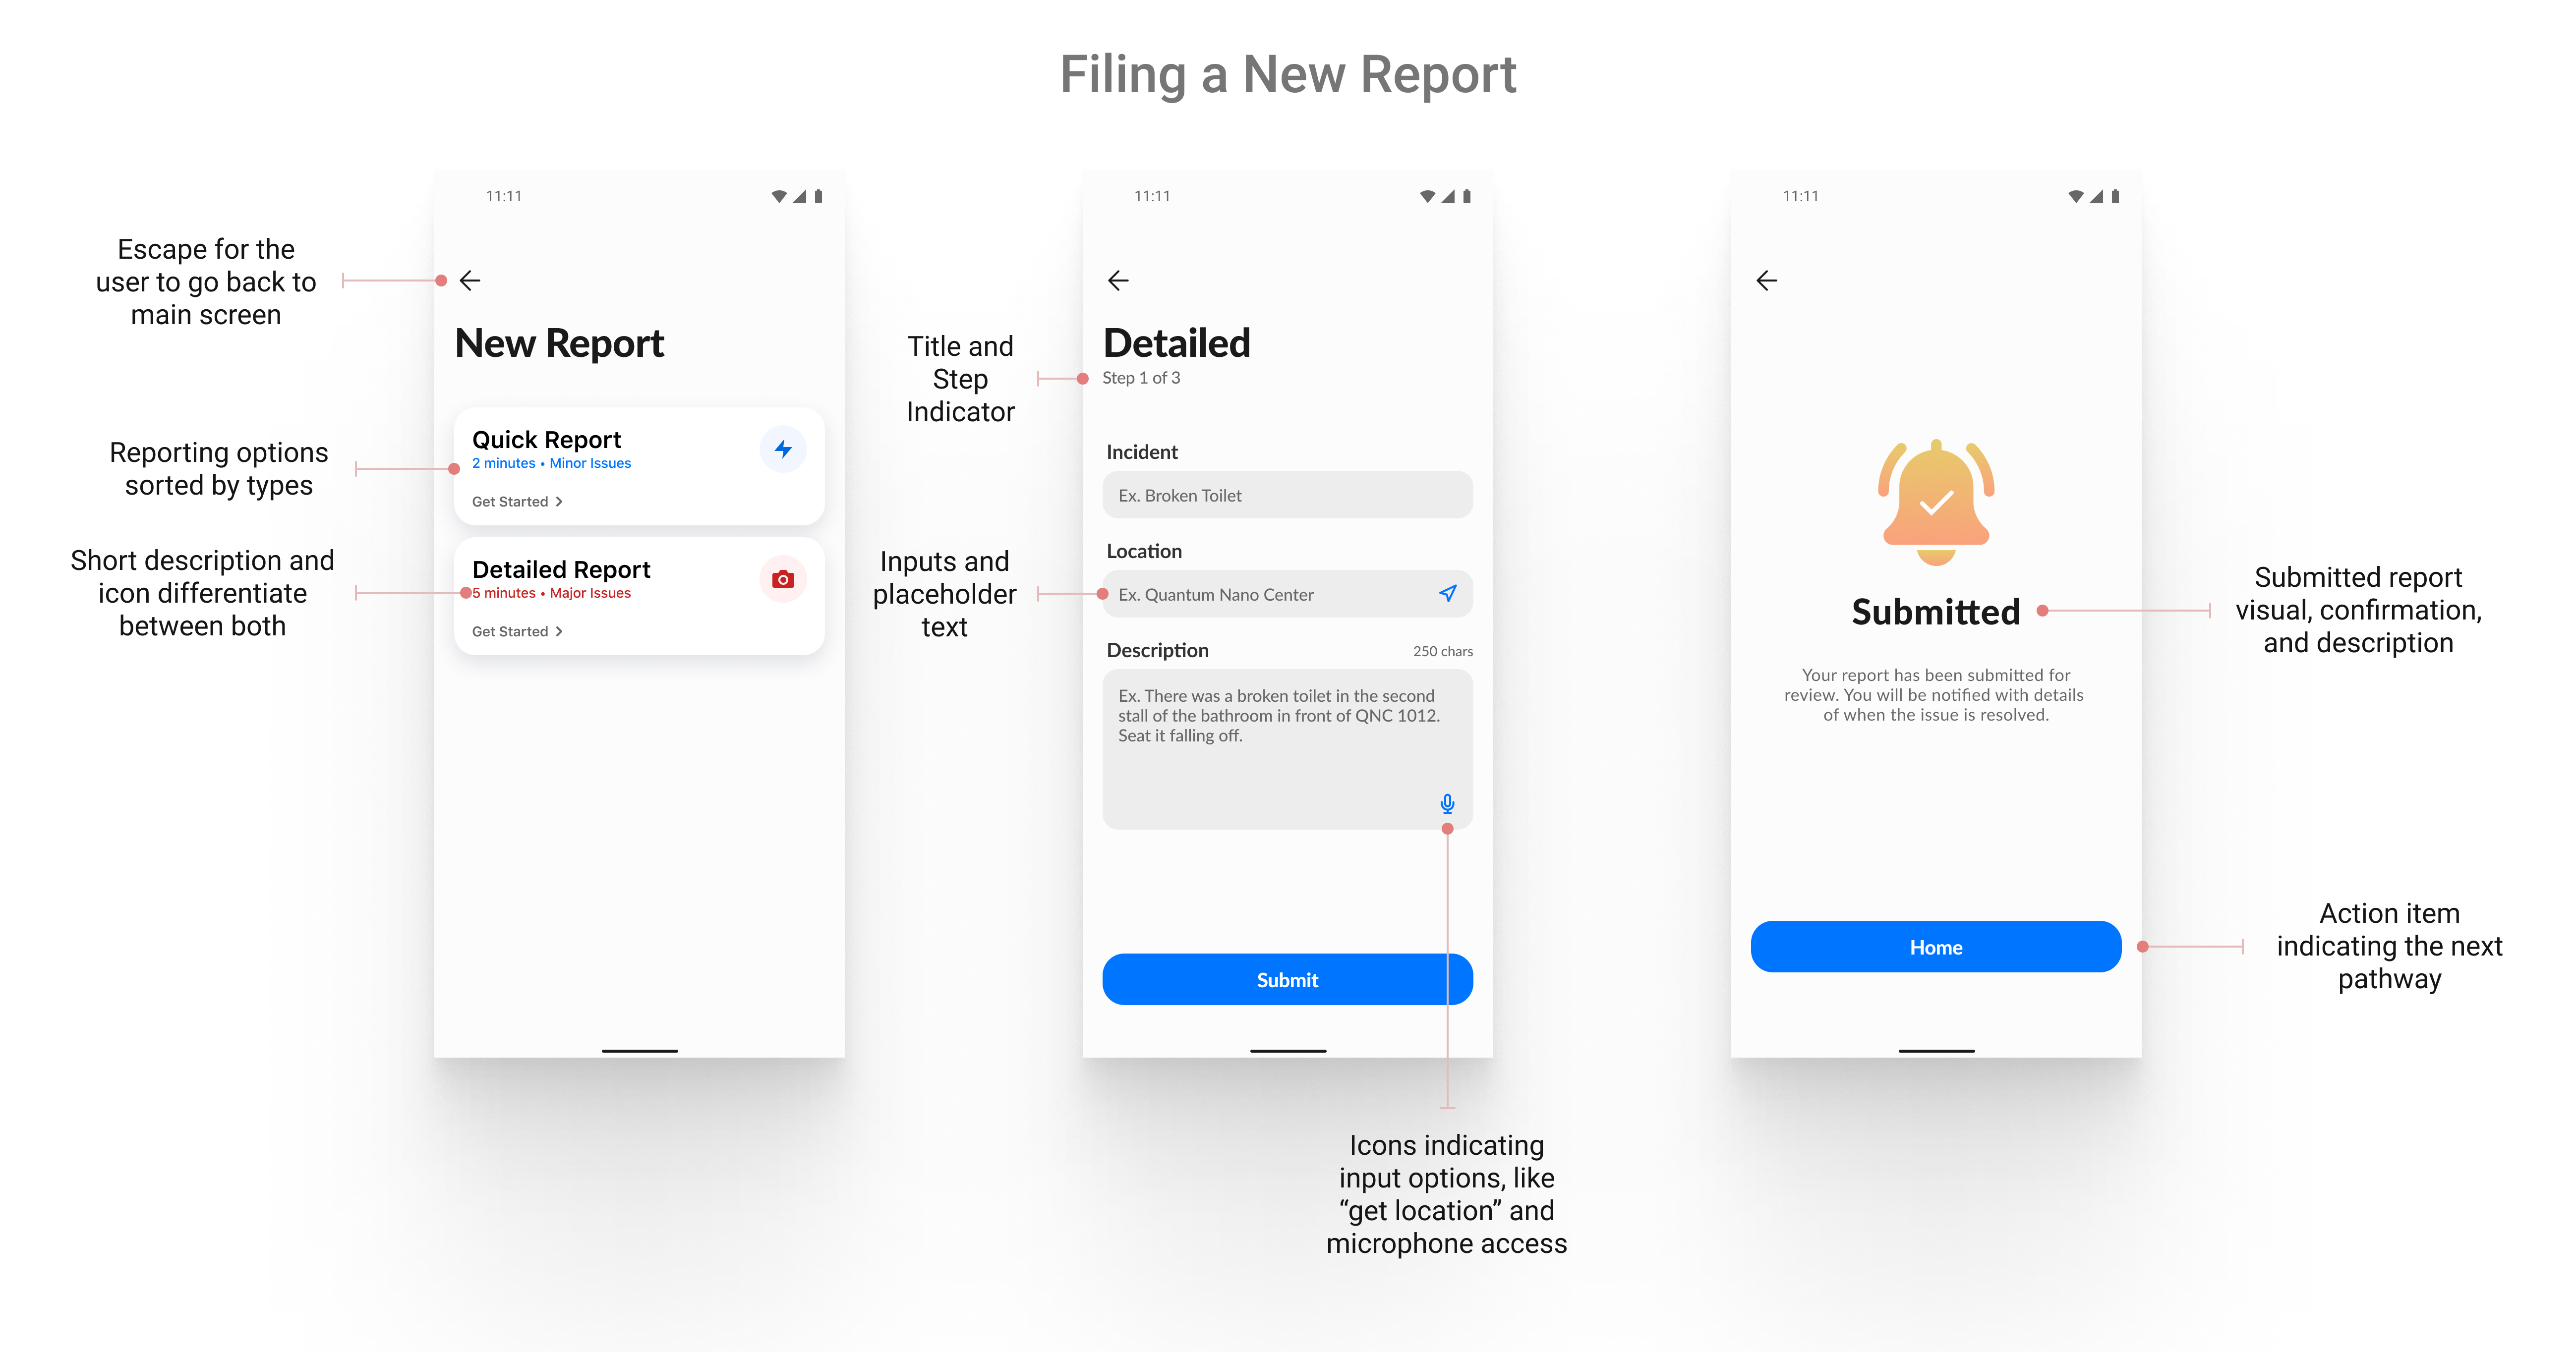 Filing a New Report
Escape for the
user to go back to
main screen
Reporting options
sorted by types
Short description and
icon differentiate
between both
11:11
New Report
Quick Report
2 minutes • Minor Issues
Get Started >
Detailed Report
5 minutes • Major Issues
Get Started >
Title and
Step
Indicator
Inputs and
placeholder
text
11:11
Detailed
Step 1 of 3
Incident
Ex. Broken Toilet
Location
Ex. Quantum Nano Center
Description 250 chars
Ex. There was a broken toilet in the second
stall of the bathroom in front of QNC 1012.
Seat it falling off.
Submit
Icons indicating
input options, like
“get location” and
microphone access
11:11
Submitted
Your report has been submitted for
review. You will be notified with details
of when the issue is resolved.
Home
Submitted report
visual, confirmation,
and description
Action item
indicating the next
pathway